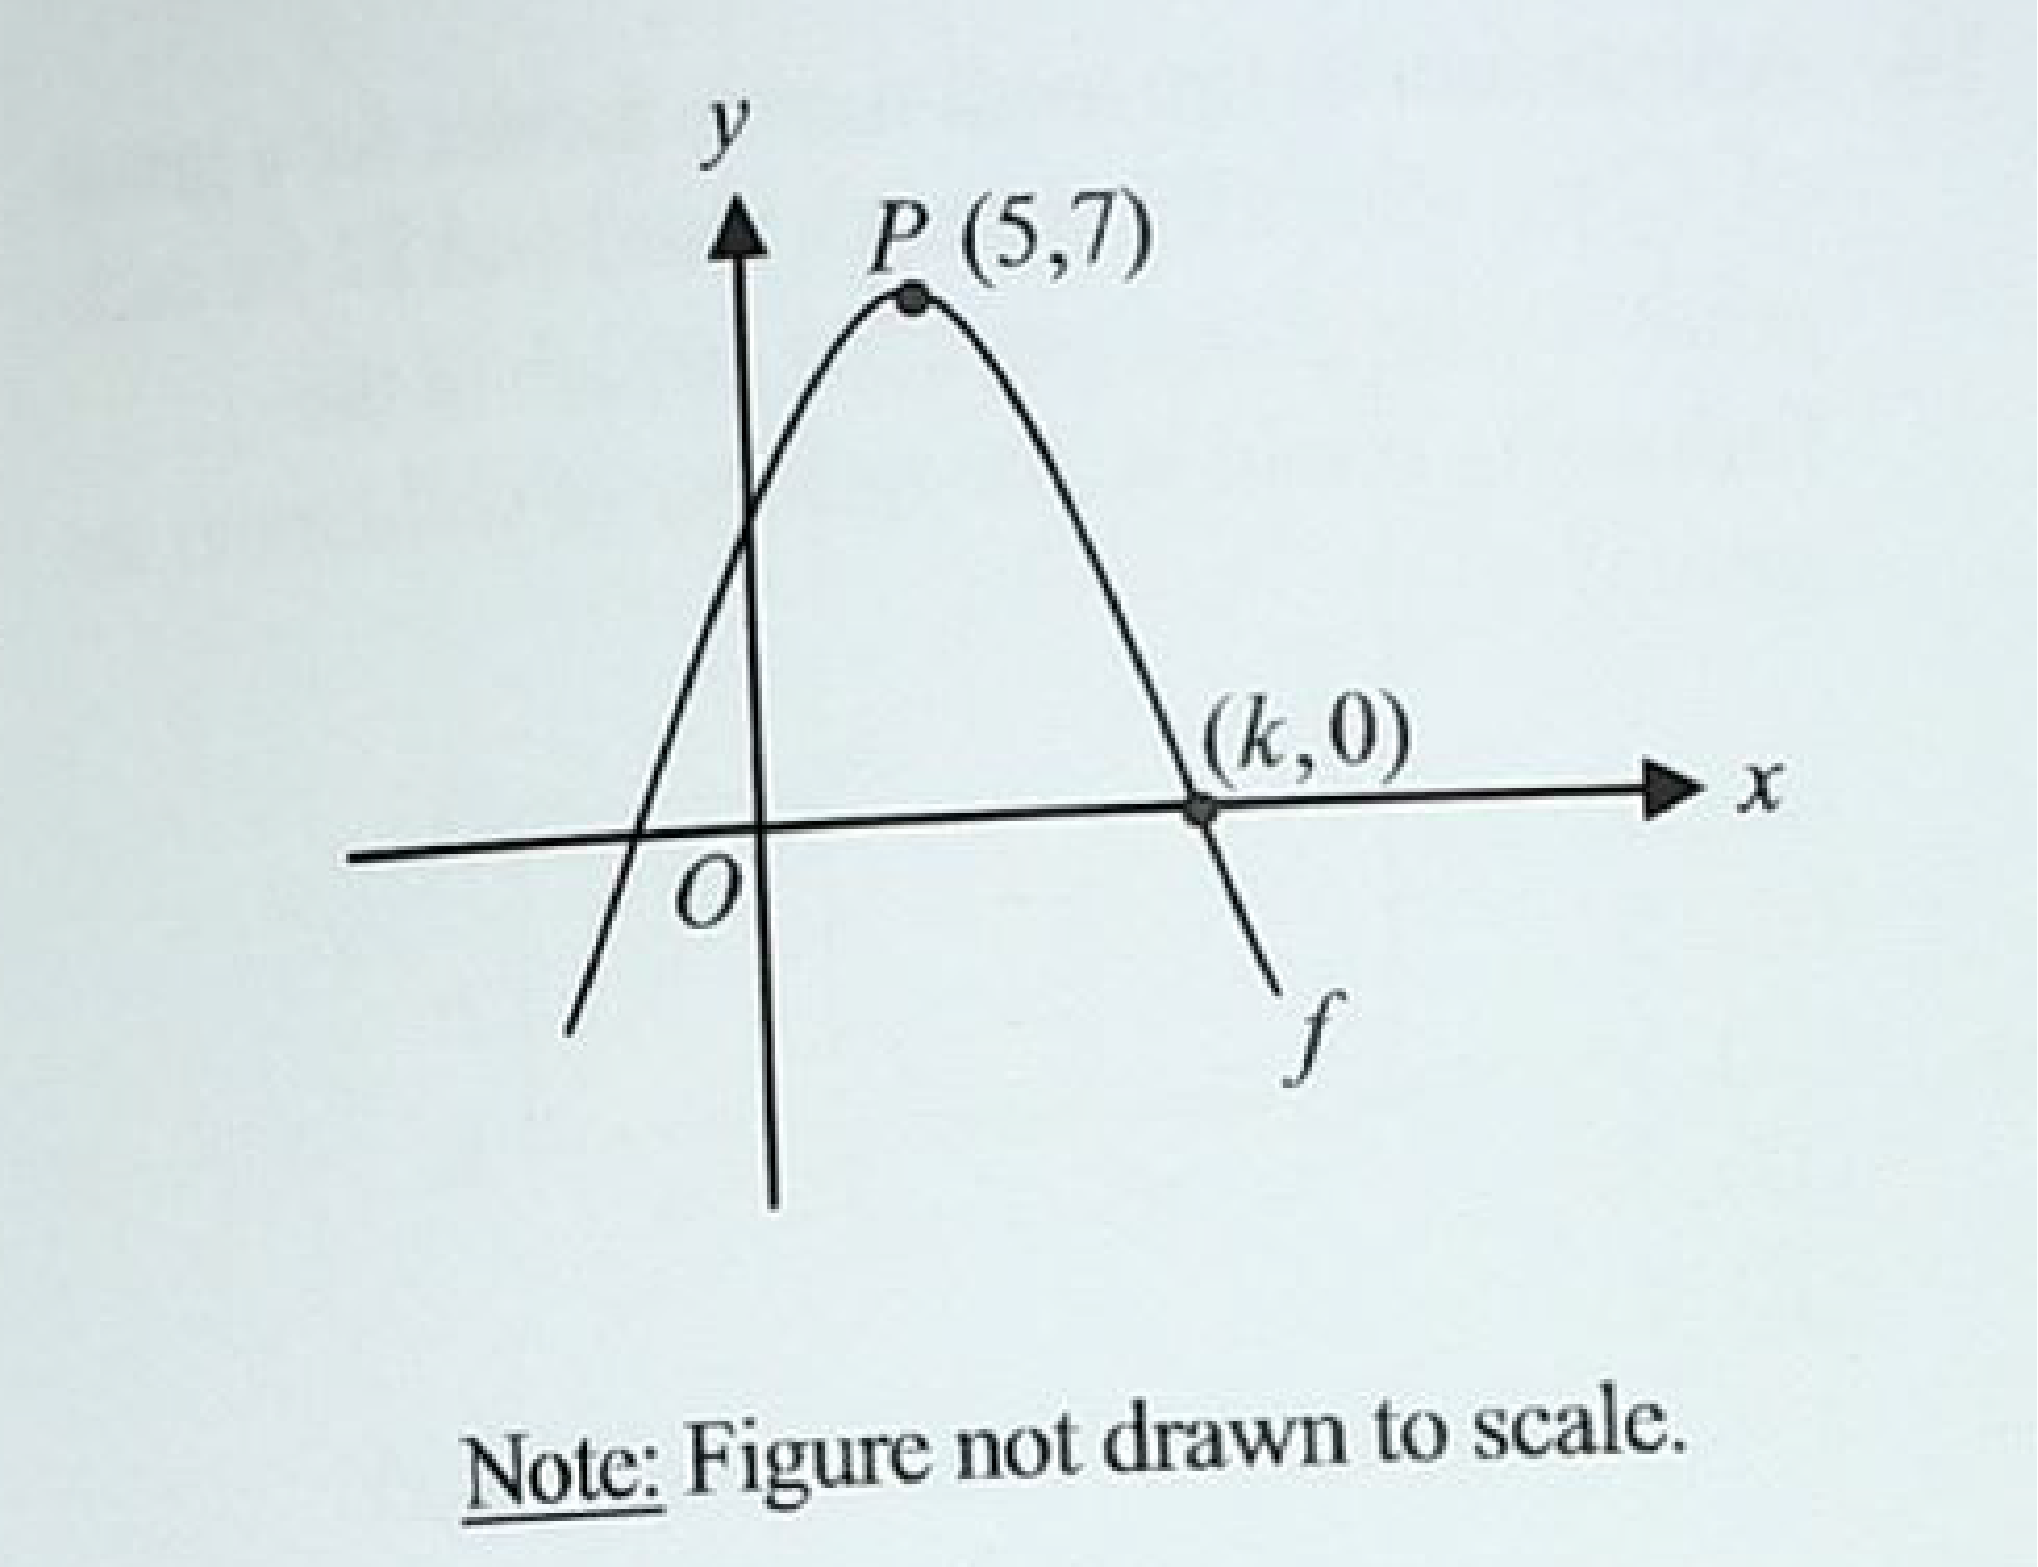 y
P (5,7)
(k,0)
x
O
f
Note: Figure not drawn to scale.